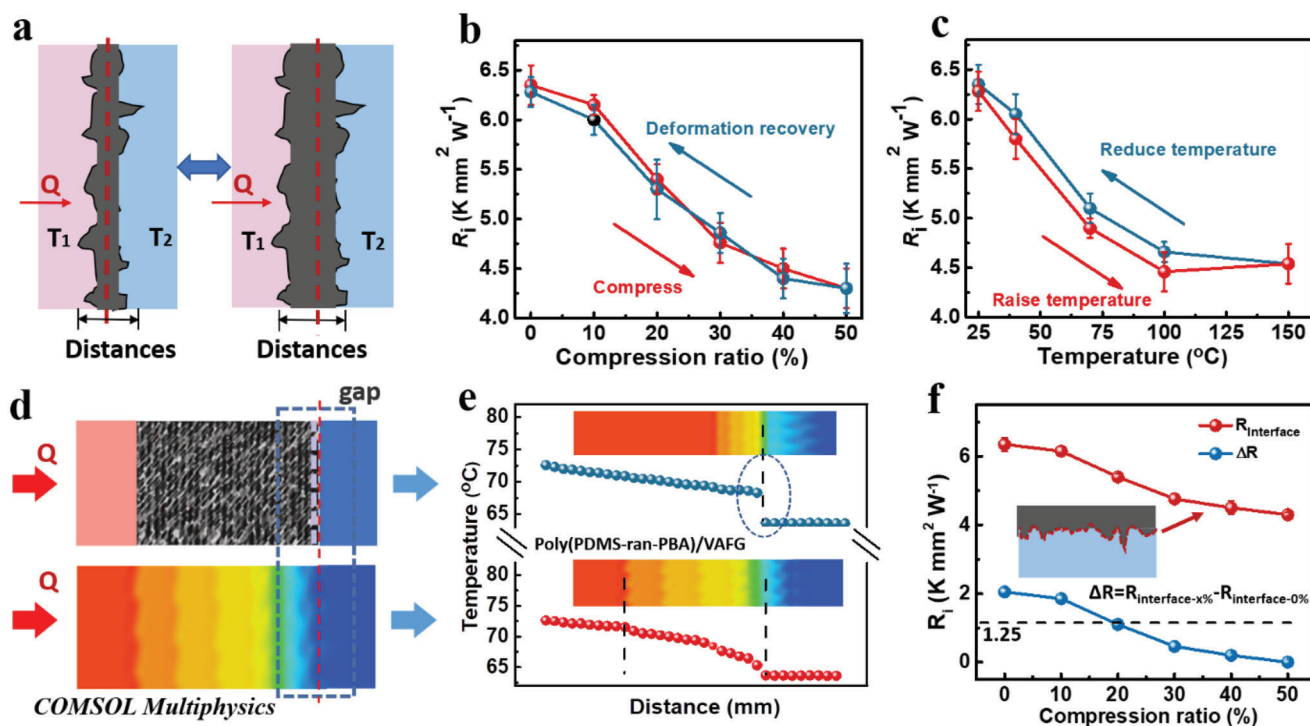 a
Q
T1
T2
Distances
Q
T1
T2
Distances
b
Ri (K mm2 W-1)
6.5
6.0
5.5
5.0
4.5
4.0
Deformation recovery
Compress
0 10 20 30 40 50
Compression ratio (%)
c
Ri (K mm2 W-1)
6.5
6.0
5.5
5.0
4.5
4.0
Reduce temperature
Raise temperature
25 50 75 100 125 150
Temperature (oC)
d
gap
Q
Q
COMSOL Multiphysics
e
Temperature (oC)
80
75
70
65
Poly(PDMS-ran-PBA)/VAFG
80
75
70
65
Distance (mm)
f
Ri (K mm2 W-1)
6
4
2
0
RInterface
ΔR
ΔR=Rinterface-x%-Rinterface-0%
1.25
0 10 20 30 40 50
Compression ratio (%)